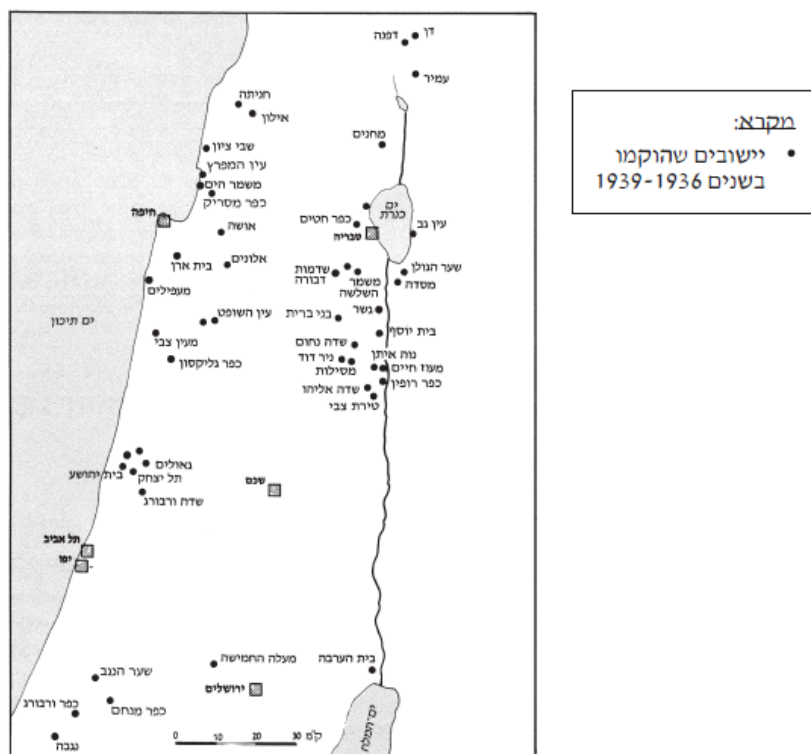 דן
דפנה
עמיר
חניתה
אילון
מחנים
שבי ציון
עין המפרץ
משמר הים
כפר מסריק
חיפה
אושה
כפר חטים
טבריה
ים
כנרת
עין גב
בית ארן
אלונים
שדמות
דבורה
משמר
השלשה
שער הגולן
מסדה
מעפילים
ים תיכון
עין השופט
בני ברית
גשר
מעין צבי
בית יוסף
כפר גליקסון
שדה נחום
נוה איתן
ניר דוד
מסילות
מעוז חיים
כפר רופין
שדה אליהו
טירת צבי
גאולים
בית יהושע
תל יצחק
שדה ורבורג
שכם
תל אביב
יפו
מעלה החמישה
בית הערבה
שער הנגב
ירושלים
כפר ורבורג
כפר מנחם
נגבה
ים-המלח
0 10 20 30 ק"מ
מקרא:
יישובים שהוקמו
בשנים 1939-1936